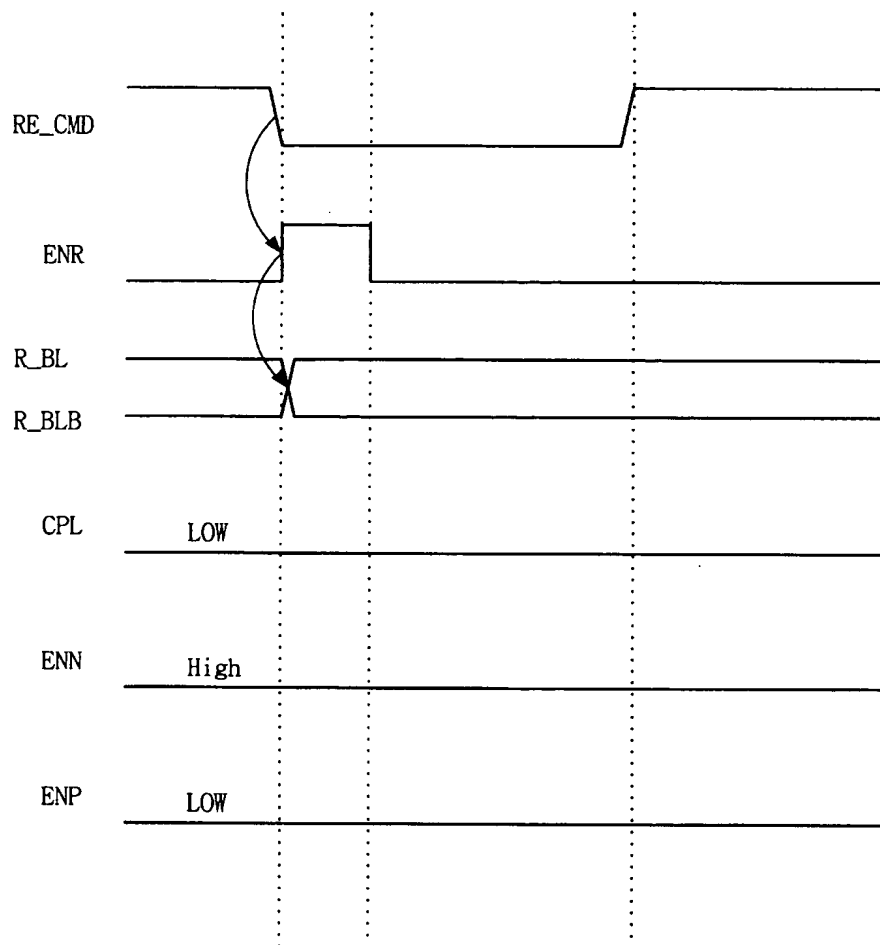 RE_CMD
ENR
R_BL
R_BLB
CPL
LOW
ENN
High
ENP
LOW